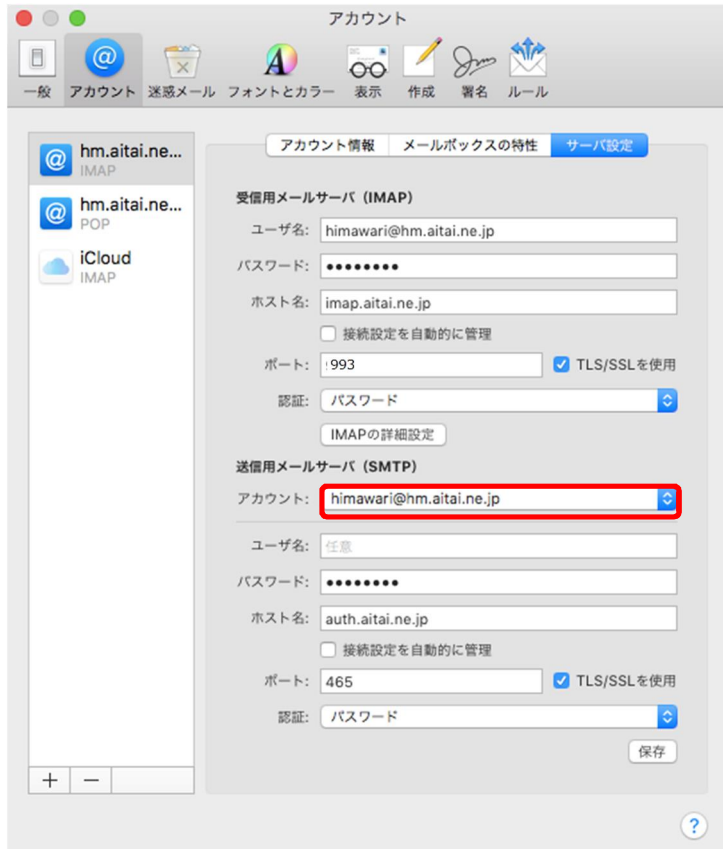 アカウント
一般 アカウント 迷惑メール フォントとカラー 表示 作成 署名 ルール
hm.aitai.ne...
IMAP
hm.aitai.ne...
POP
iCloud
IMAP
アカウント情報 メールボックスの特性 サーバ設定
受信用メールサーバ（IMAP）
ユーザ名: himawari@hm.aitai.ne.jp
パスワード: ●●●●●●●●
ホスト名: imap.aitai.ne.jp
接続設定を自動的に管理
ポート: 993 TLS/SSLを使用
認証: パスワード
IMAPの詳細設定
送信用メールサーバ（SMTP）
アカウント: himawari@hm.aitai.ne.jp
ユーザ名: 任意
パスワード: ●●●●●●●●
ホスト名: auth.aitai.ne.jp
接続設定を自動的に管理
ポート: 465 TLS/SSLを使用
認証: パスワード
保存
+ −
?